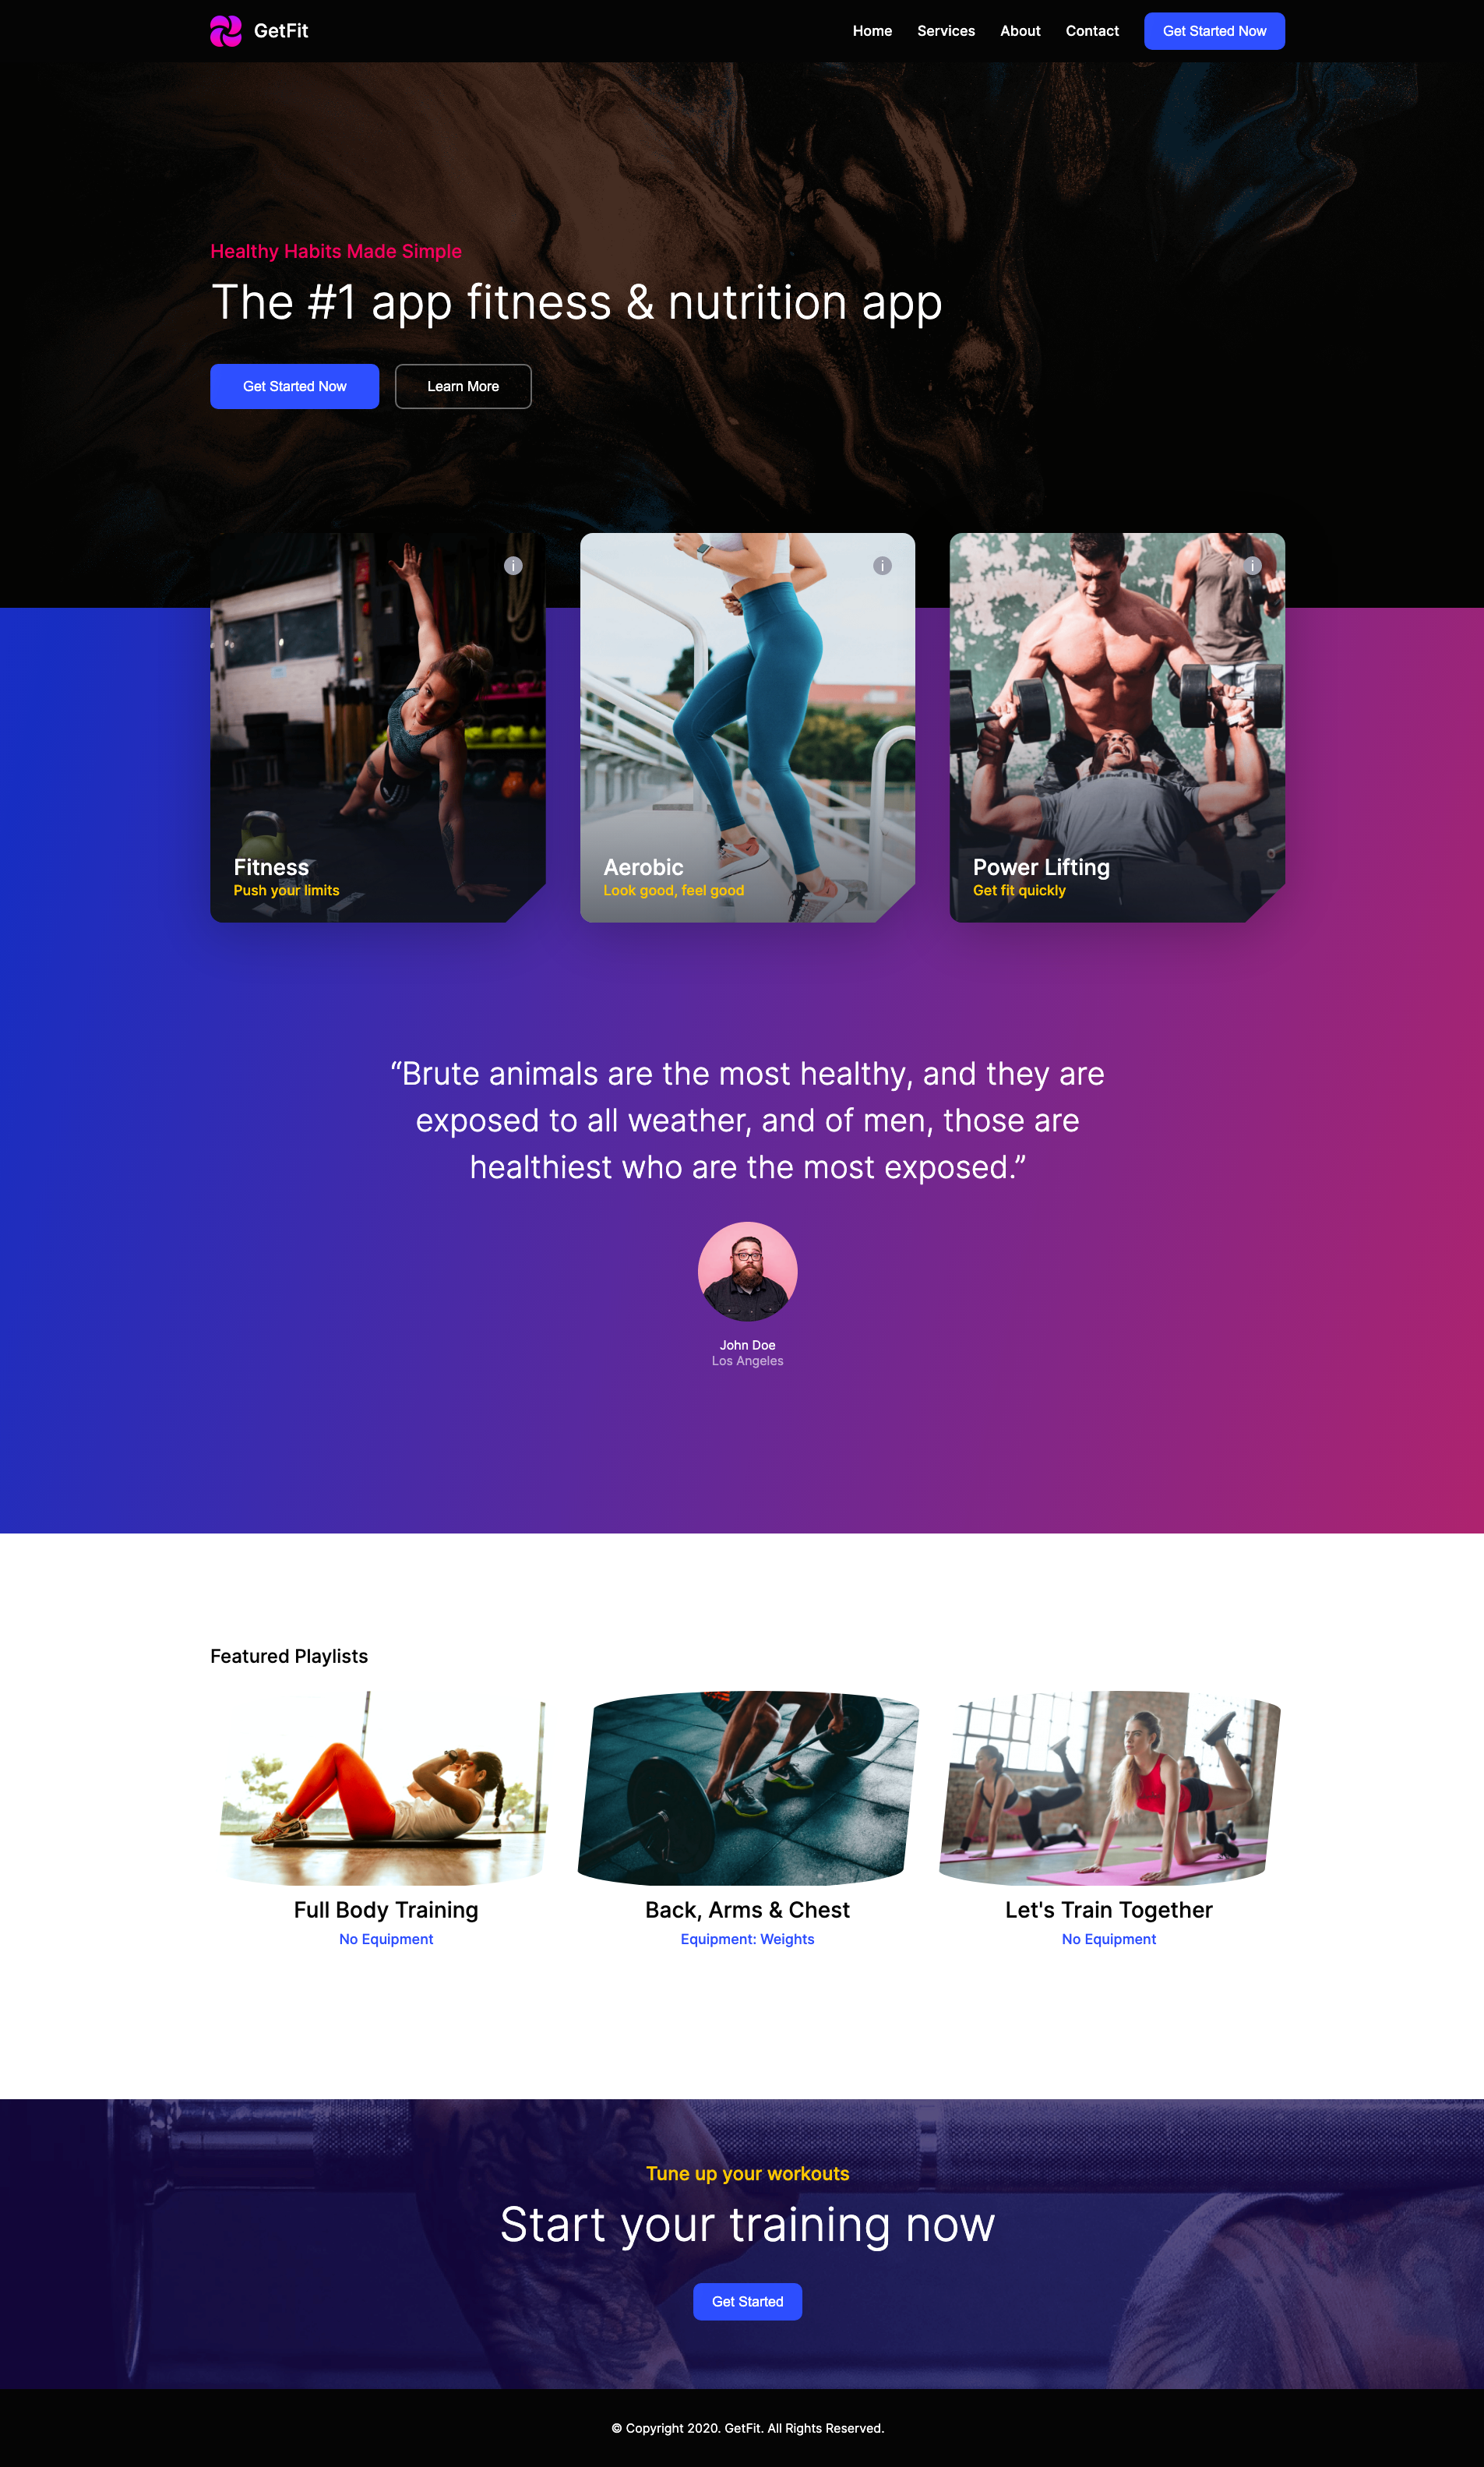 GetFit
Home Services About Contact Get Started Now
Healthy Habits Made Simple
The #1 app fitness & nutrition app
Get Started Now Learn More
i i i
Fitness
Push your limits
Aerobic
Look good, feel good
Power Lifting
Get fit quickly
“Brute animals are the most healthy, and they are
exposed to all weather, and of men, those are
healthiest who are the most exposed.”
John Doe
Los Angeles
Featured Playlists
Full Body Training
No Equipment
Back, Arms & Chest
Equipment: Weights
Let's Train Together
No Equipment
Tune up your workouts
Start your training now
Get Started
© Copyright 2020. GetFit. All Rights Reserved.